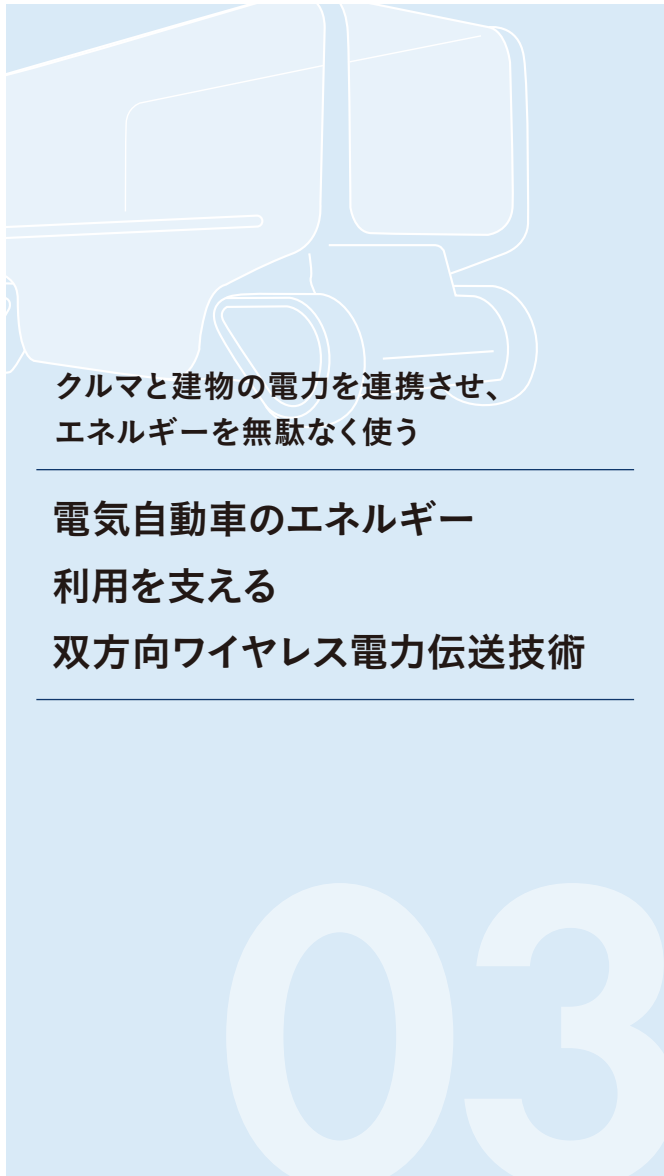 クルマと建物の電力を連携させ、
エネルギーを無駄なく使う
電気自動車のエネルギー
利用を支える
双方向ワイヤレス電力伝送技術
03